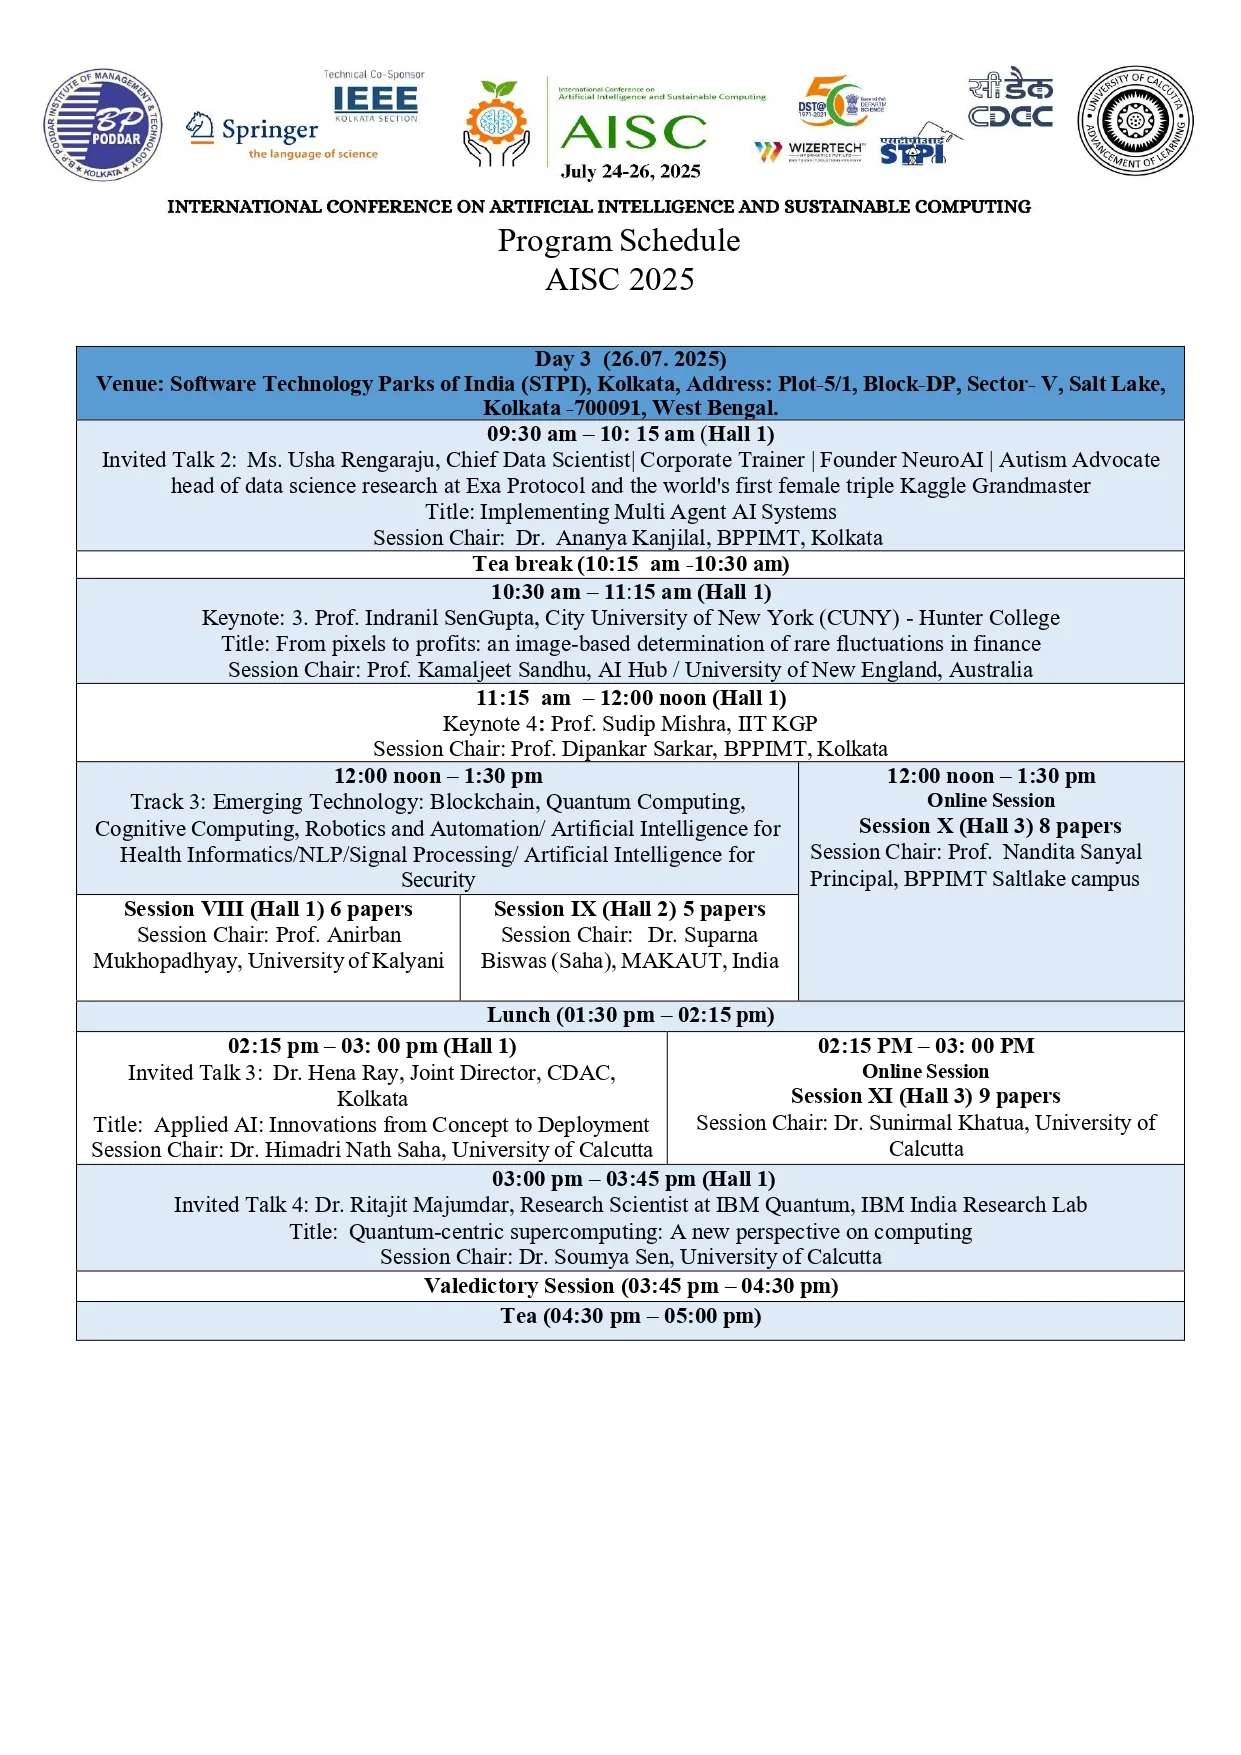 B.P. PODDAR INSTITUTE OF MANAGEMENT & TECHNOLOGY
BP
PODDAR
KOLKATA
Springer
the language of science
Technical Co-Sponsor
IEEE
KOLKATA SECTION
International Conference on
Artificial Intelligence and Sustainable Computing
AISC
July 24-26, 2025
50
DST@
1971-2021
WIZERTECH
STPI
सी डैक
CDAC
UNIVERSITY OF CALCUTTA
ADVANCEMENT OF LEARNING
INTERNATIONAL CONFERENCE ON ARTIFICIAL INTELLIGENCE AND SUSTAINABLE COMPUTING
Program Schedule
AISC 2025
Day 3 (26.07. 2025)
Venue: Software Technology Parks of India (STPI), Kolkata, Address: Plot-5/1, Block-DP, Sector- V, Salt Lake,
Kolkata -700091, West Bengal.
09:30 am – 10: 15 am (Hall 1)
Invited Talk 2: Ms. Usha Rengaraju, Chief Data Scientist| Corporate Trainer | Founder NeuroAI | Autism Advocate
head of data science research at Exa Protocol and the world's first female triple Kaggle Grandmaster
Title: Implementing Multi Agent AI Systems
Session Chair: Dr. Ananya Kanjilal, BPPIMT, Kolkata
Tea break (10:15 am -10:30 am)
10:30 am – 11:15 am (Hall 1)
Keynote: 3. Prof. Indranil SenGupta, City University of New York (CUNY) - Hunter College
Title: From pixels to profits: an image-based determination of rare fluctuations in finance
Session Chair: Prof. Kamaljeet Sandhu, AI Hub / University of New England, Australia
11:15 am – 12:00 noon (Hall 1)
Keynote 4: Prof. Sudip Mishra, IIT KGP
Session Chair: Prof. Dipankar Sarkar, BPPIMT, Kolkata
12:00 noon – 1:30 pm
Track 3: Emerging Technology: Blockchain, Quantum Computing,
Cognitive Computing, Robotics and Automation/ Artificial Intelligence for
Health Informatics/NLP/Signal Processing/ Artificial Intelligence for
Security
Session VIII (Hall 1) 6 papers
Session Chair: Prof. Anirban
Mukhopadhyay, University of Kalyani
Session IX (Hall 2) 5 papers
Session Chair: Dr. Suparna
Biswas (Saha), MAKAUT, India
12:00 noon – 1:30 pm
Online Session
Session X (Hall 3) 8 papers
Session Chair: Prof. Nandita Sanyal
Principal, BPPIMT Saltlake campus
Lunch (01:30 pm – 02:15 pm)
02:15 pm – 03: 00 pm (Hall 1)
Invited Talk 3: Dr. Hena Ray, Joint Director, CDAC,
Kolkata
Title: Applied AI: Innovations from Concept to Deployment
Session Chair: Dr. Himadri Nath Saha, University of Calcutta
02:15 PM – 03: 00 PM
Online Session
Session XI (Hall 3) 9 papers
Session Chair: Dr. Sunirmal Khatua, University of
Calcutta
03:00 pm – 03:45 pm (Hall 1)
Invited Talk 4: Dr. Ritajit Majumdar, Research Scientist at IBM Quantum, IBM India Research Lab
Title: Quantum-centric supercomputing: A new perspective on computing
Session Chair: Dr. Soumya Sen, University of Calcutta
Valedictory Session (03:45 pm – 04:30 pm)
Tea (04:30 pm – 05:00 pm)